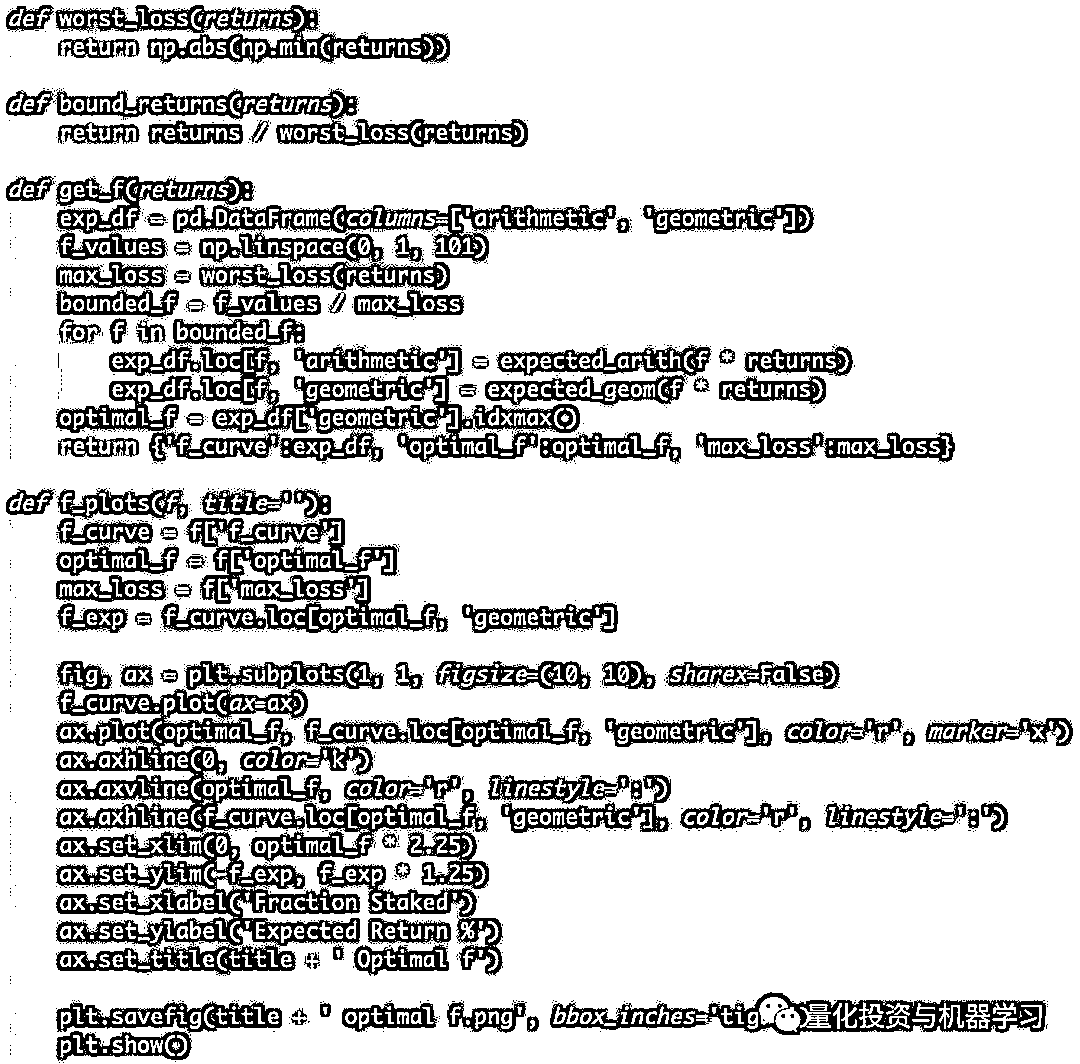 def worst_loss(returns):
    return np.abs(np.min(returns))

def bound_returns(returns):
    return returns // worst_loss(returns)

def get_f(returns):
    exp_df = pd.DataFrame(columns=['arithmetic', 'geometric'])
    f_values = np.linspace(0, 1, 101)
    max_loss = worst_loss(returns)
    bounded_f = f_values / max_loss
    for f in bounded_f:
        exp_df.loc[f, 'arithmetic'] = expected_arith(f * returns)
        exp_df.loc[f, 'geometric'] = expected_geom(f * returns)
    optimal_f = exp_df['geometric'].idxmax()
    return {'f_curve':exp_df, 'optimal_f':optimal_f, 'max_loss':max_loss}

def f_plots(f, title=''):
    f_curve = f['f_curve']
    optimal_f = f['optimal_f']
    max_loss = f['max_loss']
    f_exp = f_curve.loc[optimal_f, 'geometric']

    fig, ax = plt.subplots(1, 1, figsize=(10, 10), sharex=False)
    f_curve.plot(ax=ax)
    ax.plot(optimal_f, f_curve.loc[optimal_f, 'geometric'], color='r', marker='x')
    ax.axhline(0, color='k')
    ax.axvline(optimal_f, color='r', linestyle=':')
    ax.axhline(f_curve.loc[optimal_f, 'geometric'], color='r', linestyle=':')
    ax.set_xlim(0, optimal_f * 2.25)
    ax.set_ylim(-f_exp, f_exp * 1.25)
    ax.set_xlabel('Fraction Staked')
    ax.set_ylabel('Expected Return %')
    ax.set_title(title + ' Optimal f')

    plt.savefig(title + ' optimal f.png', bbox_inches='tig 量化投资与机器学习
    plt.show()